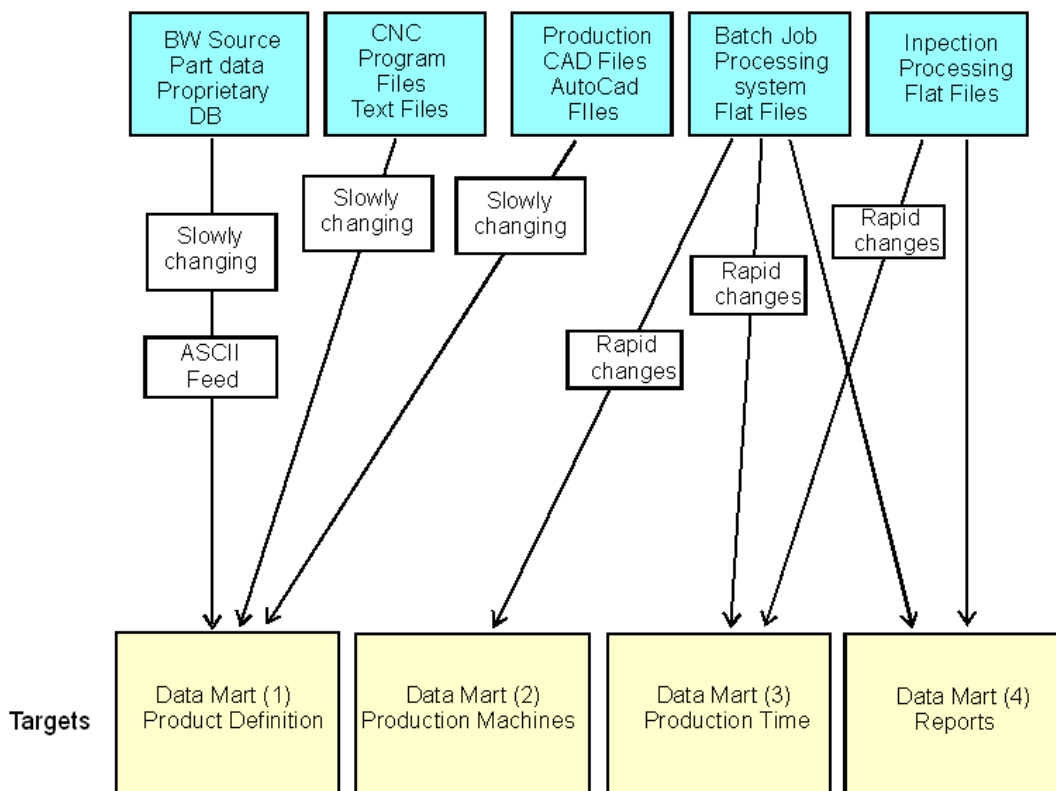 BW Source
Part data
Proprietary
DB
CNC
Program
Files
Text Files
Production
CAD Files
AutoCad
FIles
Batch Job
Processing
system
Flat Files
Inpection
Processing
Flat Files
Slowly
changing
Slowly
changing
Slowly
changing
Rapid
changes
Rapid
changes
Rapid
changes
ASCII
Feed
Targets
Data Mart (1)
Product Definition
Data Mart (2)
Production Machines
Data Mart (3)
Production Time
Data Mart (4)
Reports